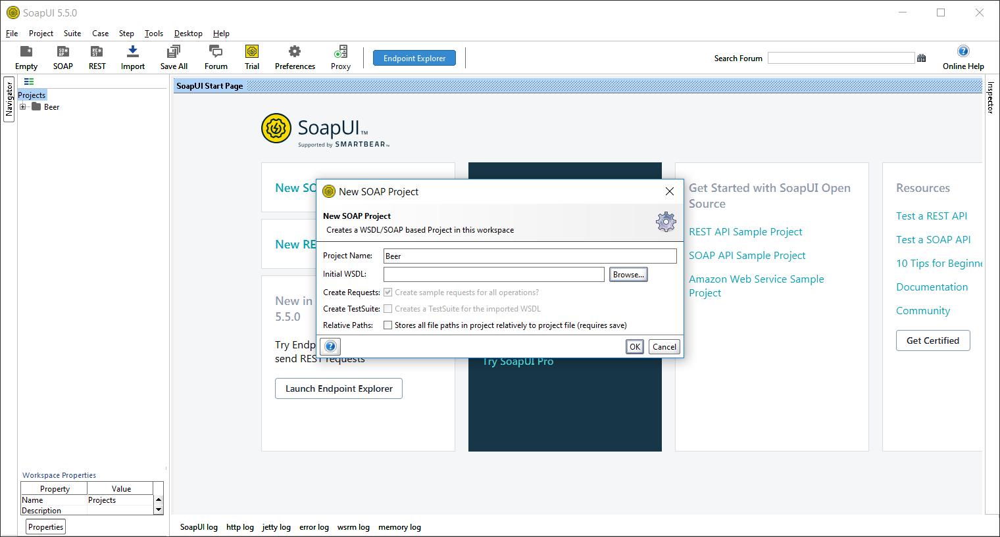 SoapUI 5.5.0
File Project Suite Case Step Tools Desktop Help
Empty SOAP REST Import Save All Forum Trial Preferences Proxy
Endpoint Explorer
Search Forum
Online Help
Navigator
Projects
Beer
SoapUI Start Page
Inspector
SoapUI™
Supported by SMARTBEAR™
New SO
New RE
New in
5.5.0
Try Endp
send REST requests
Launch Endpoint Explorer
New SOAP Project
New SOAP Project
Creates a WSDL/SOAP based Project in this workspace
Project Name: Beer
Initial WSDL: Browse...
Create Requests: Create sample requests for all operations?
Create TestSuite: Creates a TestSuite for the imported WSDL
Relative Paths: Stores all file paths in project relatively to project file (requires save)
OK Cancel
Try SoapUI Pro
Get Started with SoapUI Open
Source
REST API Sample Project
SOAP API Sample Project
Amazon Web Service Sample
Project
Resources
Test a REST API
Test a SOAP API
10 Tips for Beginne
Documentation
Community
Get Certified
Workspace Properties
Property Value
Name Projects
Description
Properties
SoapUI log http log jetty log error log wsrm log memory log